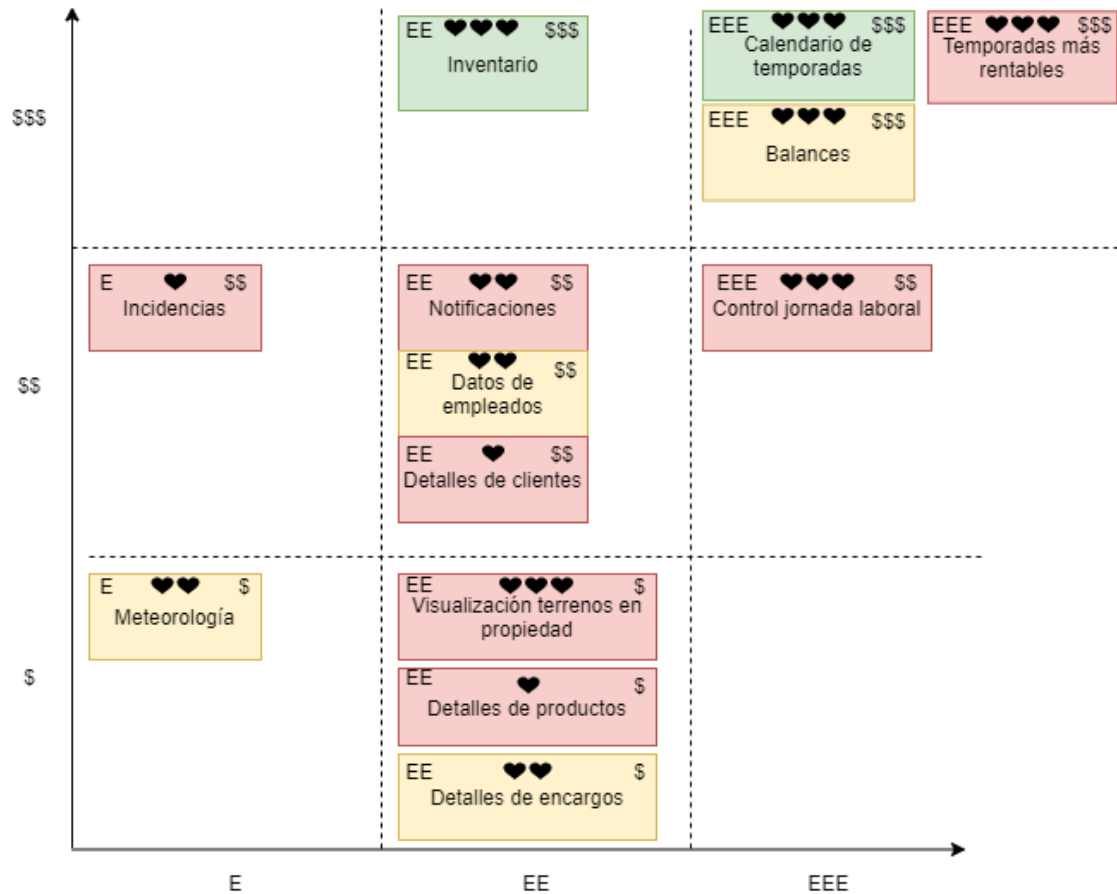 EE ♥♥♥ $$$
Inventario
EEE ♥♥♥ $$$
Calendario de
temporadas
EEE ♥♥♥ $$$
Temporadas más
rentables
$$$
EEE ♥♥♥ $$$
Balances
E ♥ $$
Incidencias
EE ♥♥ $$
Notificaciones
EEE ♥♥♥ $$
Control jornada laboral
$$
EE ♥♥ $$
Datos de
empleados
EE ♥ $$
Detalles de clientes
E ♥♥ $
Meteorología
EE ♥♥♥ $
Visualización terrenos en
propiedad
$
EE ♥ $
Detalles de productos
EE ♥♥ $
Detalles de encargos
E
EE
EEE